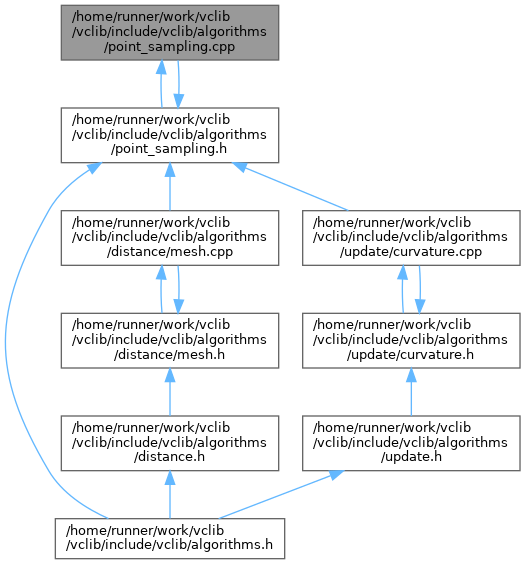 /home/runner/work/vclib
/vclib/include/vclib/algorithms
/point_sampling.cpp
/home/runner/work/vclib
/vclib/include/vclib/algorithms
/point_sampling.h
/home/runner/work/vclib
/vclib/include/vclib/algorithms
/distance/mesh.cpp
/home/runner/work/vclib
/vclib/include/vclib/algorithms
/update/curvature.cpp
/home/runner/work/vclib
/vclib/include/vclib/algorithms
/distance/mesh.h
/home/runner/work/vclib
/vclib/include/vclib/algorithms
/update/curvature.h
/home/runner/work/vclib
/vclib/include/vclib/algorithms
/distance.h
/home/runner/work/vclib
/vclib/include/vclib/algorithms
/update.h
/home/runner/work/vclib
/vclib/include/vclib/algorithms.h